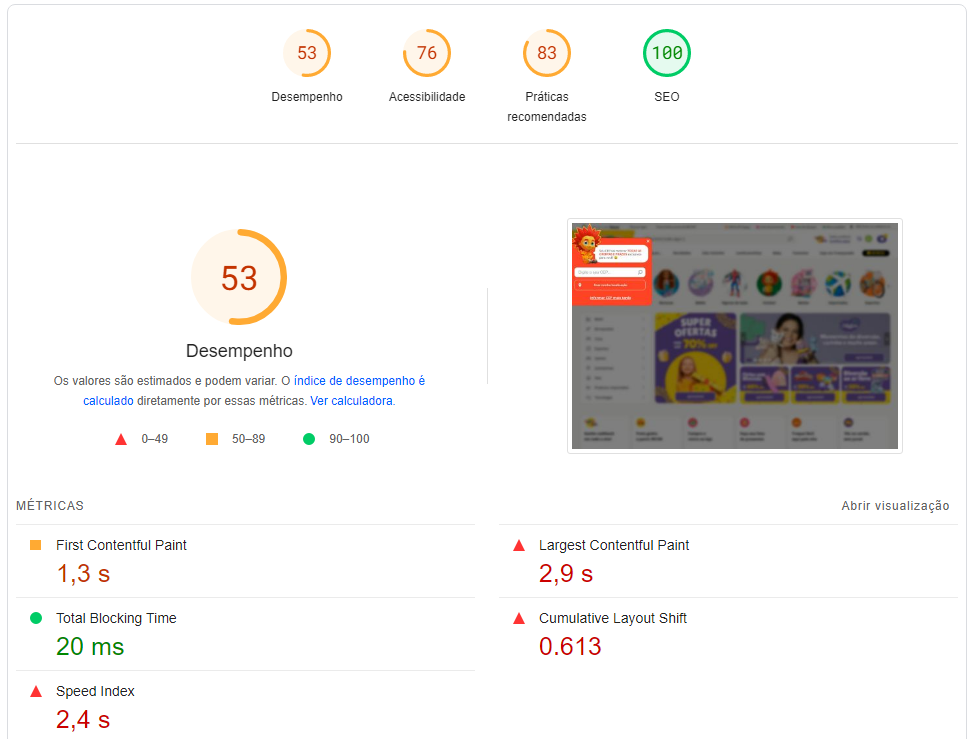 53
76
83
100
Desempenho
Acessibilidade
Práticas
recomendadas
SEO
53
Desempenho
Os valores são estimados e podem variar. O índice de desempenho é
calculado diretamente por essas métricas. Ver calculadora.
0–49
50–89
90–100
SUPER
OFERTAS
70% OFF
MÉTRICAS
Abrir visualização
First Contentful Paint
1,3 s
Largest Contentful Paint
2,9 s
Total Blocking Time
20 ms
Cumulative Layout Shift
0.613
Speed Index
2,4 s